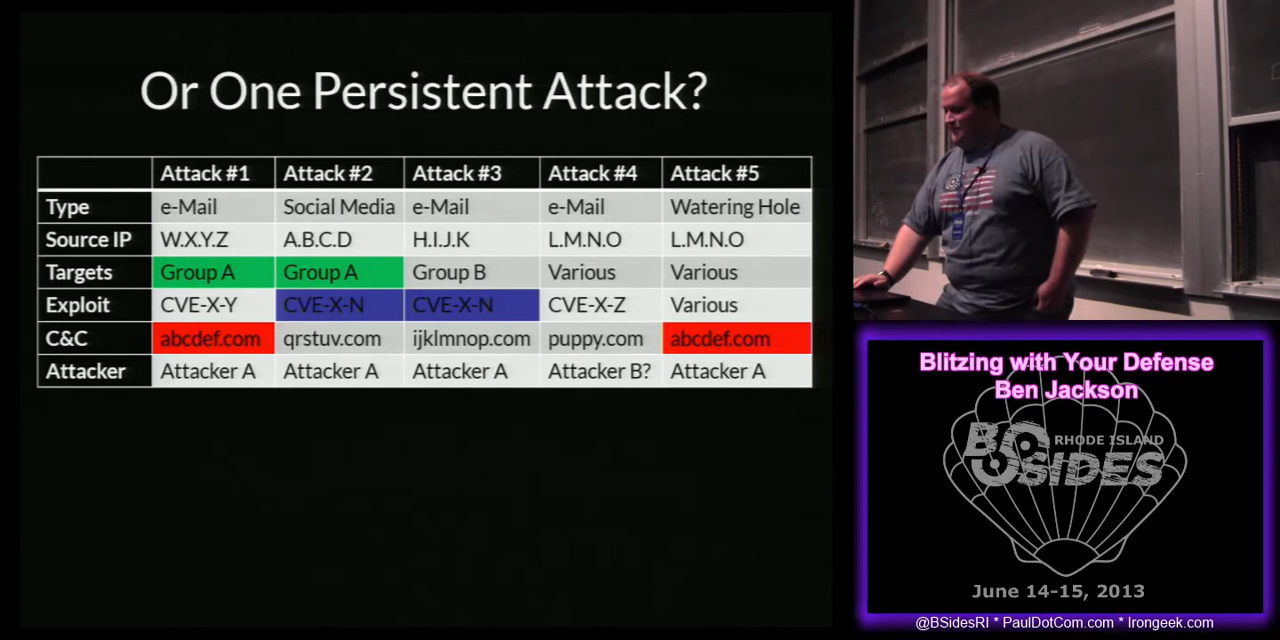 Or One Persistent Attack?
Attack #1 Attack #2 Attack #3 Attack #4 Attack #5
Type e-Mail Social Media e-Mail e-Mail Watering Hole
Source IP W.X.Y.Z A.B.C.D H.I.J.K L.M.N.O L.M.N.O
Targets Group A Group A Group B Various Various
Exploit CVE-X-Y CVE-X-N CVE-X-N CVE-X-Z Various
C&C abcdef.com qrstuv.com ijklmnop.com puppy.com abcdef.com
Attacker Attacker A Attacker A Attacker A Attacker B? Attacker A
Blitzing with Your Defense
Ben Jackson
BSIDES RHODE ISLAND
June 14-15, 2013
@BSidesRI * PaulDotCom.com * Irongeek.com